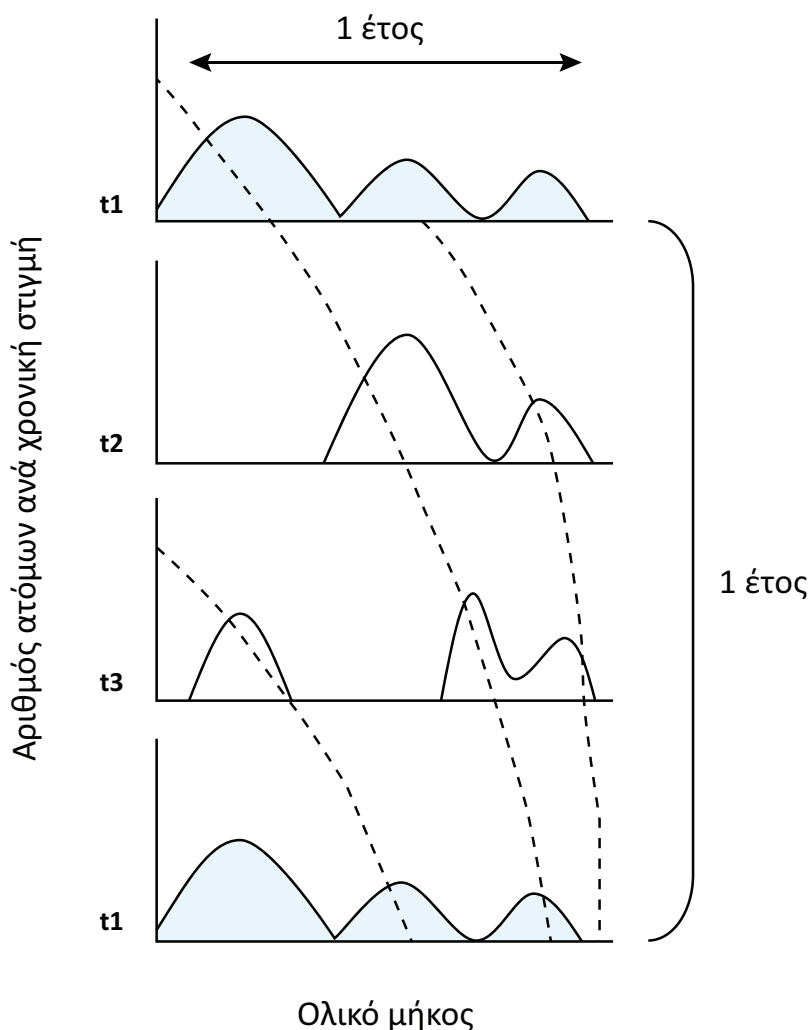 1 έτος
t1
t2
Αριθμός ατόμων ανά χρονική στιγμή
1 έτος
t3
t1
Ολικό μήκος